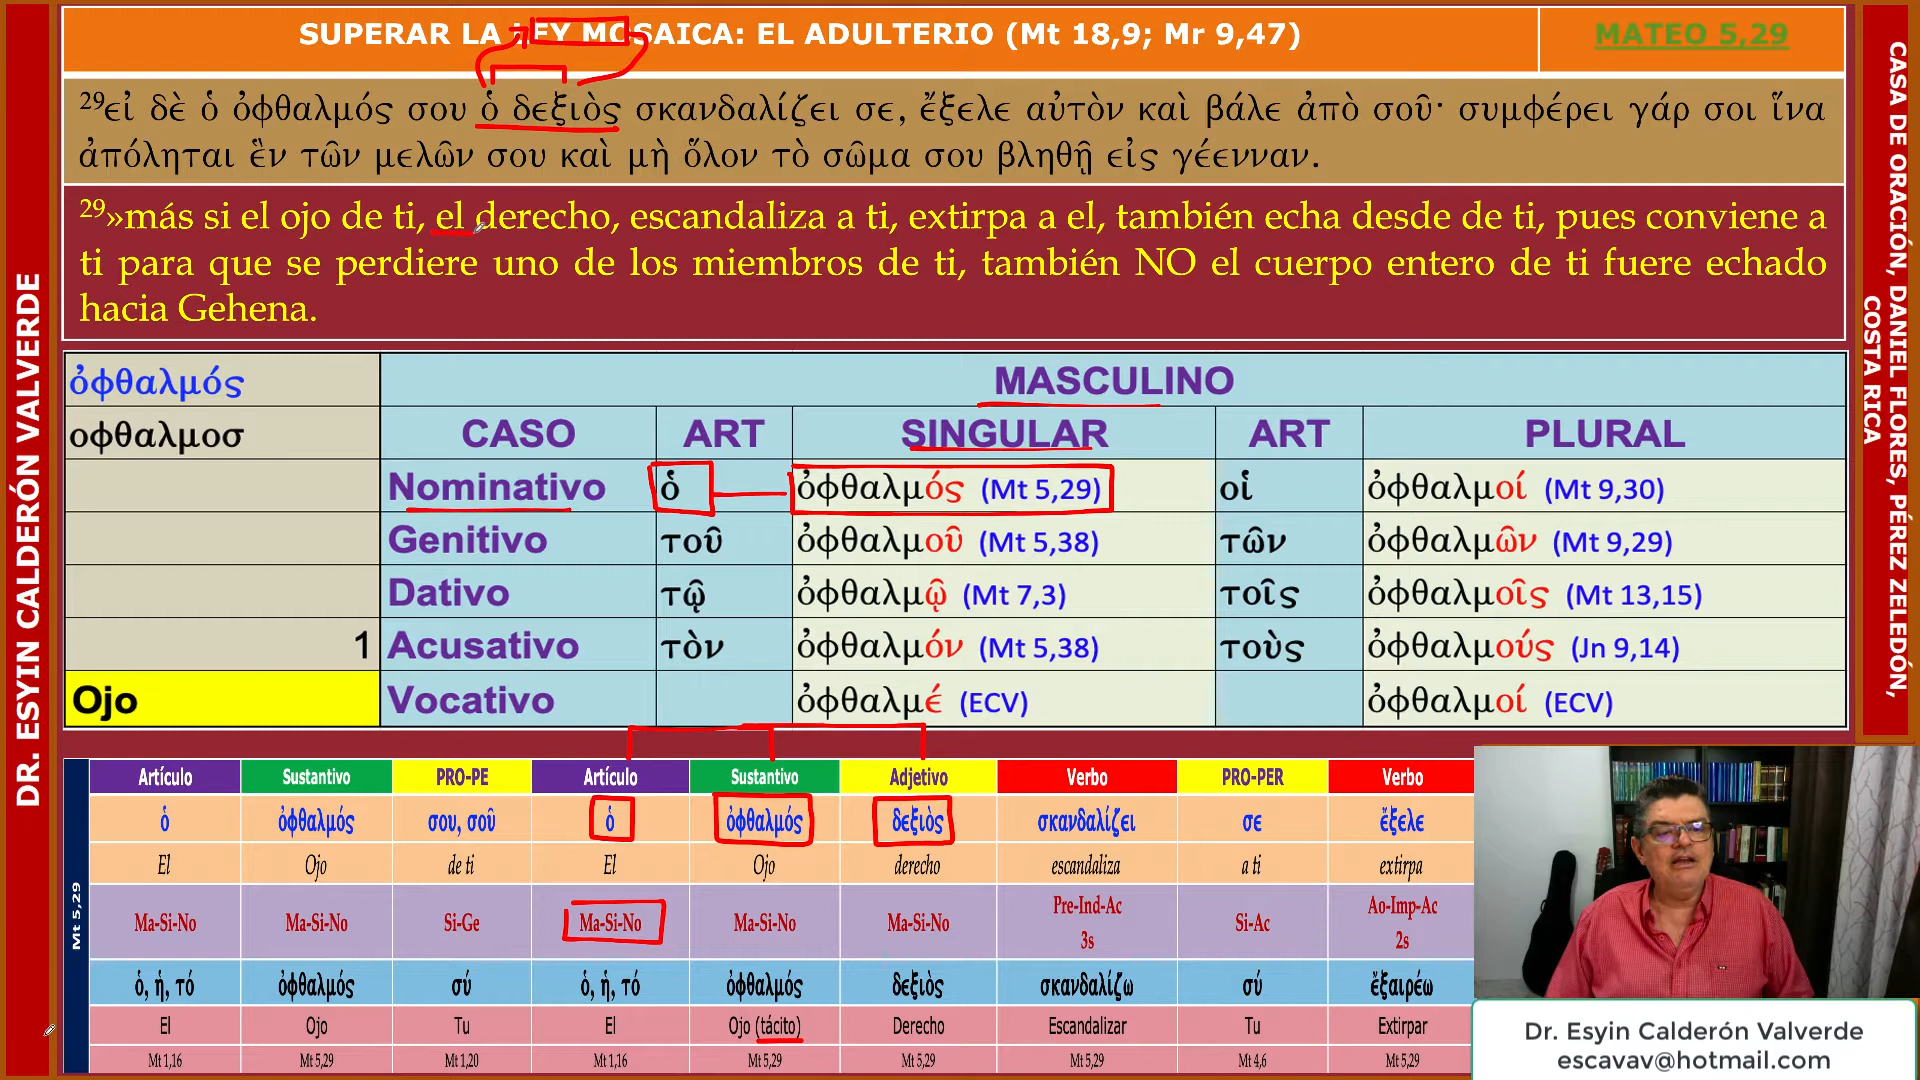 SUPERAR LA LEY MOSAICA: EL ADULTERIO (Mt 18,9; Mr 9,47)
MATEO 5,29
29εἰ δὲ ὁ ὀφθαλμός σου ὁ δεξιὸς σκανδαλίζει σε, ἔξελε αὐτὸν καὶ βάλε ἀπὸ σοῦ· συμφέρει γάρ σοι ἵνα
ἀπόληται ἓν τῶν μελῶν σου καὶ μὴ ὅλον τὸ σῶμα σου βληθῇ εἰς γέενναν.
29»más si el ojo de ti, el derecho, escandaliza a ti, extirpa a el, también echa desde de ti, pues conviene a
ti para que se perdiere uno de los miembros de ti, también NO el cuerpo entero de ti fuere echado
hacia Gehena.
ὀφθαλμός MASCULINO
οφθαλμοσ CASO ART SINGULAR ART PLURAL
Nominativo ὁ ὀφθαλμός (Mt 5,29) οἱ ὀφθαλμοί (Mt 9,30)
Genitivo τοῦ ὀφθαλμοῦ (Mt 5,38) τῶν ὀφθαλμῶν (Mt 9,29)
Dativo τῷ ὀφθαλμῷ (Mt 7,3) τοῖς ὀφθαλμοῖς (Mt 13,15)
1 Acusativo τὸν ὀφθαλμόν (Mt 5,38) τοὺς ὀφθαλμούς (Jn 9,14)
Ojo Vocativo ὀφθαλμέ (ECV) ὀφθαλμοί (ECV)
Artículo Sustantivo PRO-PE Artículo Sustantivo Adjetivo Verbo PRO-PER Verbo
ὁ ὀφθαλμός σου, σοῦ ὁ ὀφθαλμός δεξιὸς σκανδαλίζει σε ἔξελε
El Ojo de ti El Ojo derecho escandaliza a ti extirpa
Ma-Si-No Ma-Si-No Si-Ge Ma-Si-No Ma-Si-No Ma-Si-No Pre-Ind-Ac 3s Si-Ac Ao-Imp-Ac 2s
ὁ, ἡ, τό ὀφθαλμός σύ ὁ, ἡ, τό ὀφθαλμός δεξιὸς σκανδαλίζω σύ ἐξαιρέω
El Ojo Tu El Ojo (tácito) Derecho Escandalizar Tu Extirpar
Mt 1,16 Mt 5,29 Mt 1,20 Mt 1,16 Mt 5,29 Mt 5,29 Mt 5,29 Mt 4,6 Mt 5,29
Mt 5,29
DR. ESYIN CALDERÓN VALVERDE
CASA DE ORACIÓN, DANIEL FLORES, PÉREZ ZELEDÓN,
COSTA RICA
Dr. Esyin Calderón Valverde
escavav@hotmail.com